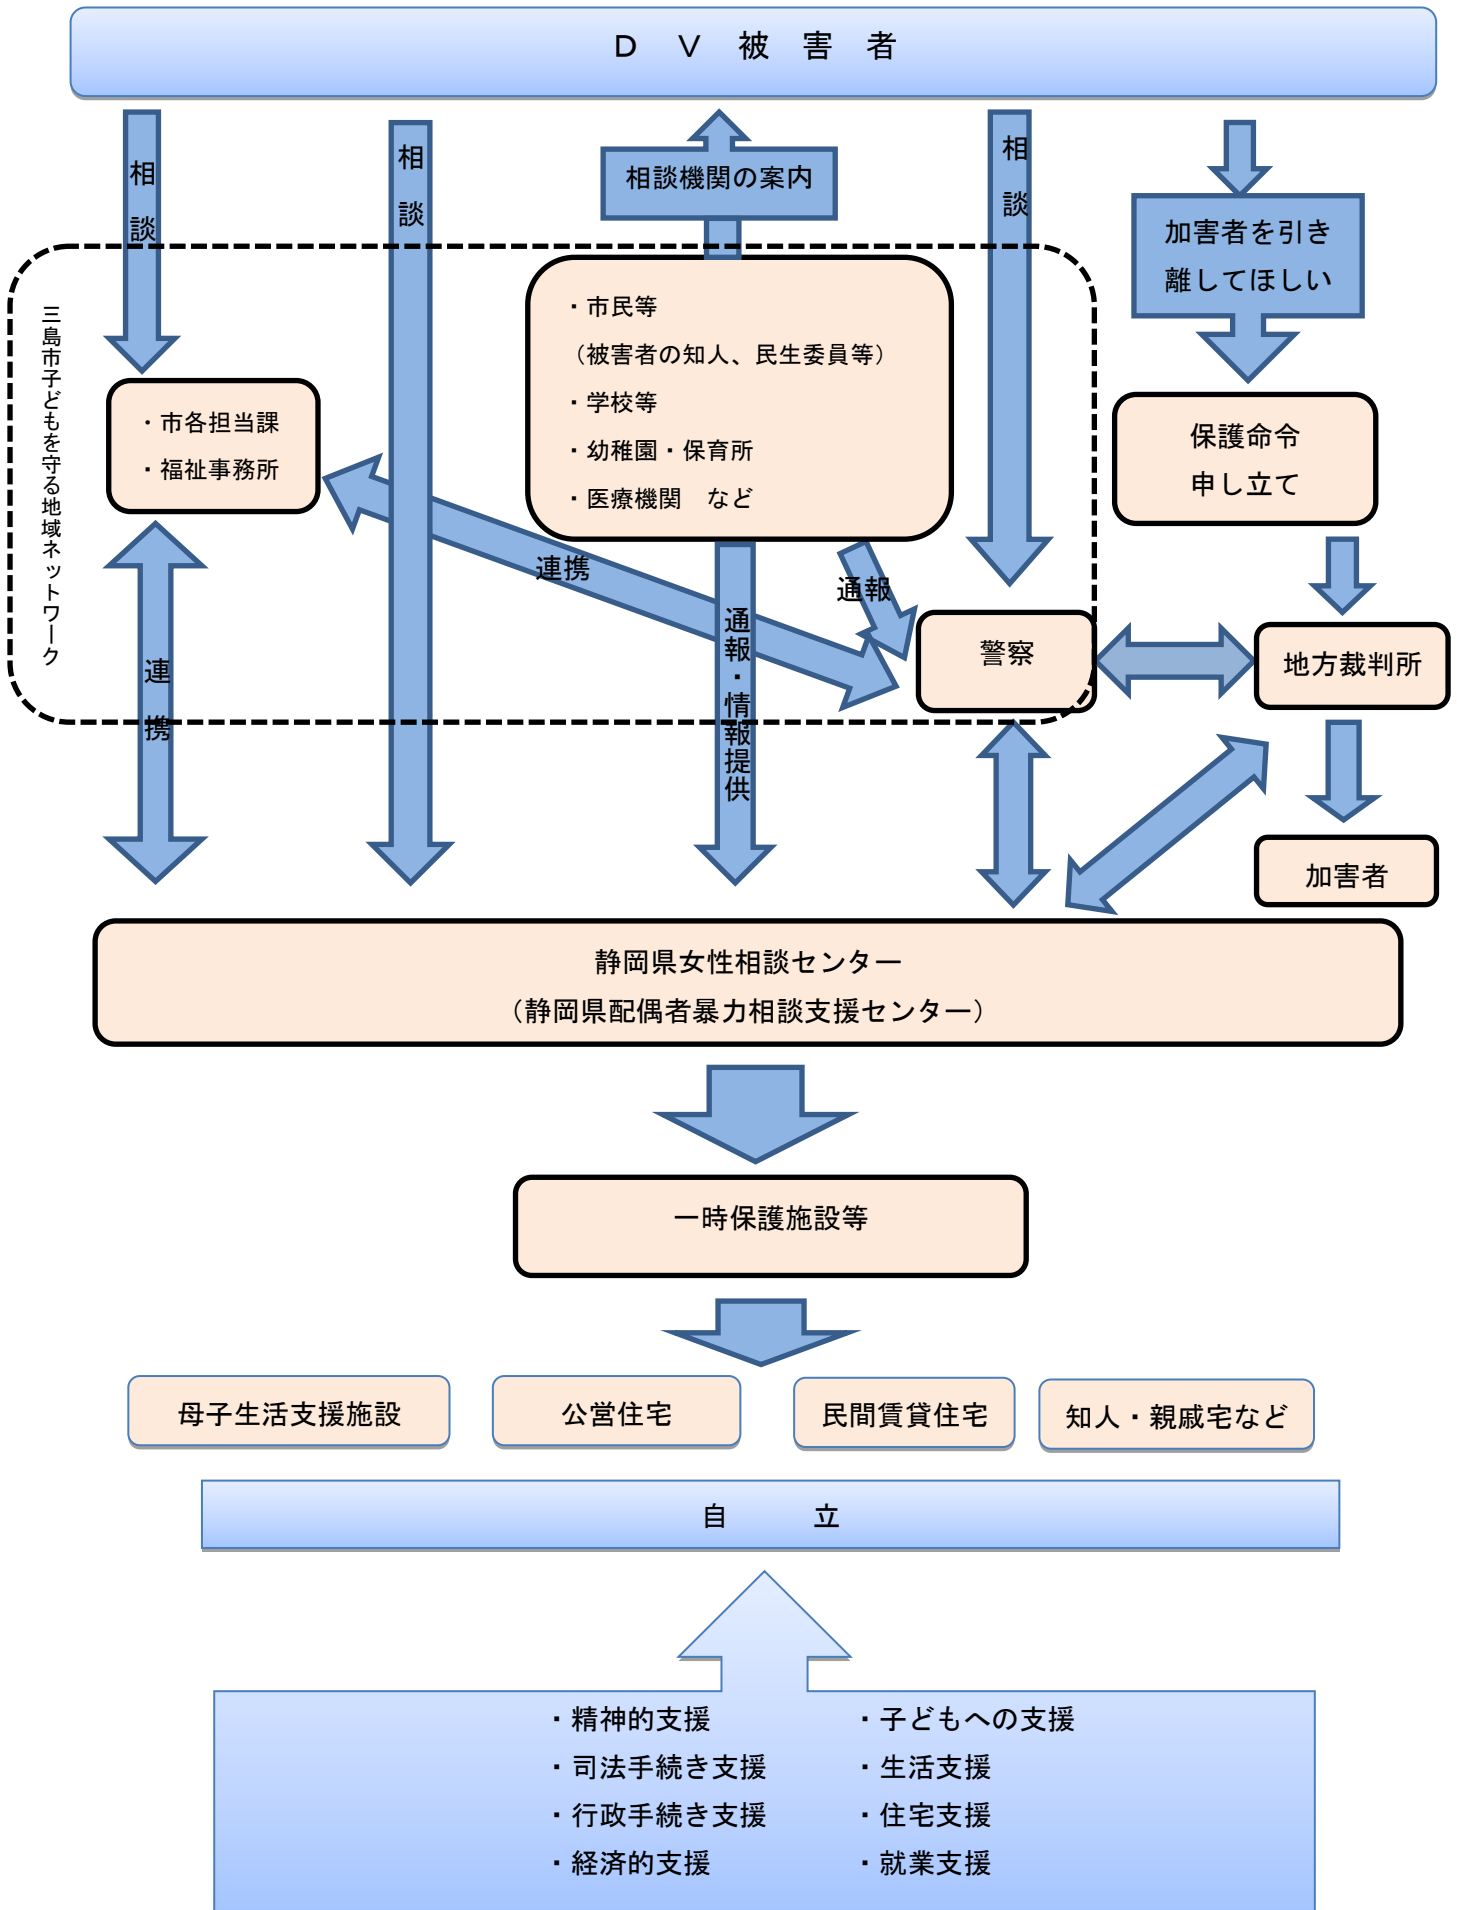 ＤＶ被害者
相談
相談
相談機関の案内
相談
加害者を引き
離してほしい
三島市子どもを守る地域ネットワーク
・市各担当課
・福祉事務所
・市民等
（被害者の知人、民生委員等）
・学校等
・幼稚園・保育所
・医療機関　など
保護命令
申し立て
連携
通報
通報・情報提供
連携
警察
地方裁判所
加害者
静岡県女性相談センター
（静岡県配偶者暴力相談支援センター）
一時保護施設等
母子生活支援施設
公営住宅
民間賃貸住宅
知人・親戚宅など
自　立
・精神的支援
・司法手続き支援
・行政手続き支援
・経済的支援
・子どもへの支援
・生活支援
・住宅支援
・就業支援